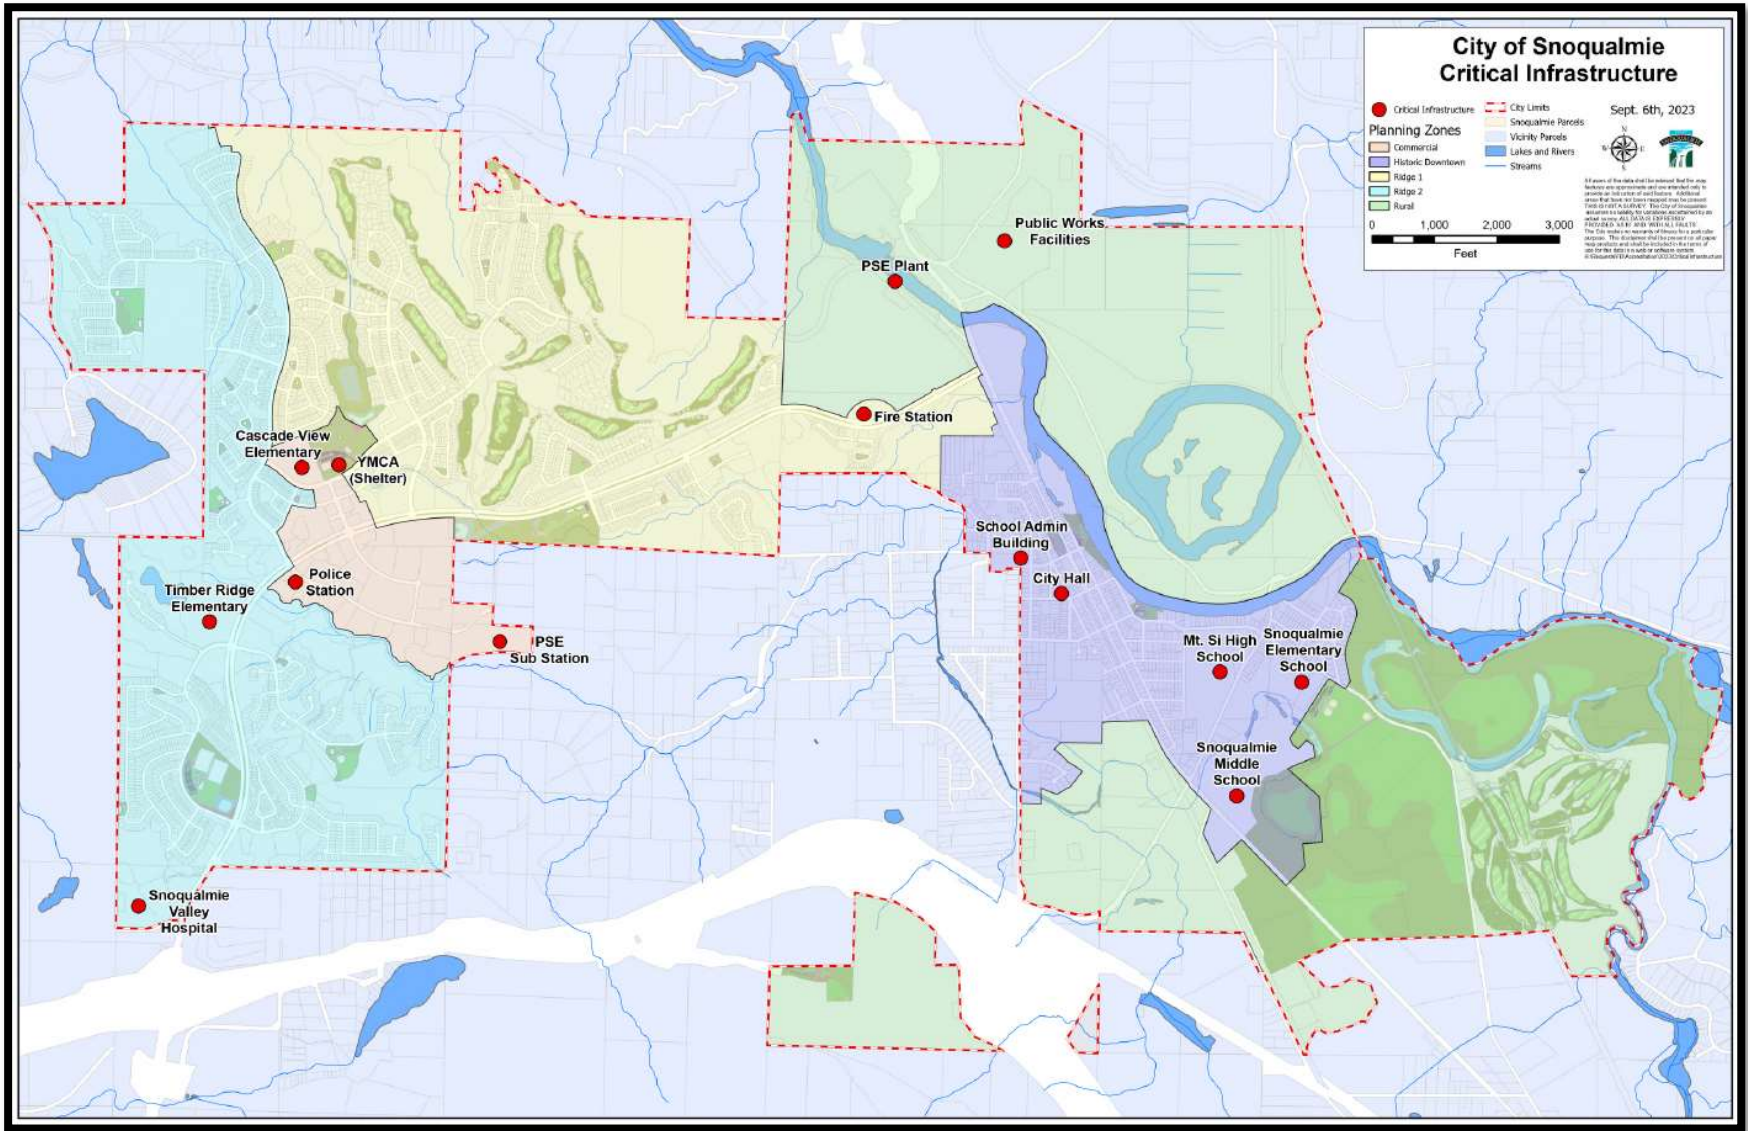 City of Snoqualmie
Critical Infrastructure
Sept. 6th, 2023
Critical Infrastructure
Planning Zones
Commercial
Historic Downtown
Ridge 1
Ridge 2
Rural
City Limits
Snoqualmie Parcels
Vicinity Parcels
Lakes and Rivers
Streams
N
W
E
S
0 1,000 2,000 3,000
Feet
Public Works
Facilities
PSE Plant
Fire Station
Cascade View
Elementary
YMCA
(Shelter)
School Admin
Building
City Hall
Police
Station
Timber Ridge
Elementary
PSE
Sub Station
Mt. Si High
School
Snoqualmie
Elementary
School
Snoqualmie
Middle
School
Snoqualmie
Valley
Hospital